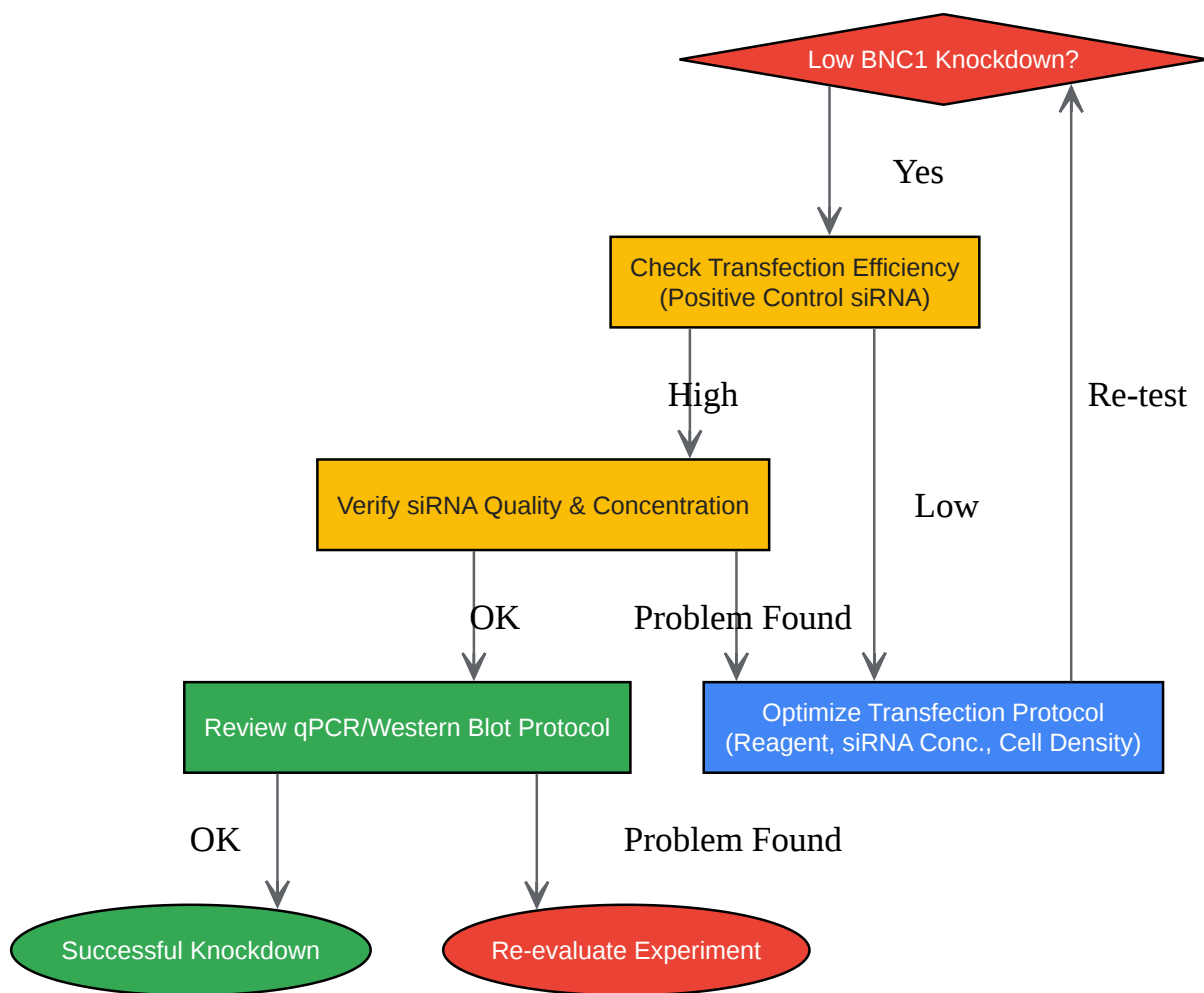 Low BNC1 Knockdown?
Yes
Check Transfection Efficiency
(Positive Control siRNA)
High
Re-test
Verify siRNA Quality & Concentration
Low
OK
Problem Found
Review qPCR/Western Blot Protocol
Optimize Transfection Protocol
(Reagent, siRNA Conc., Cell Density)
OK
Problem Found
Successful Knockdown
Re-evaluate Experiment